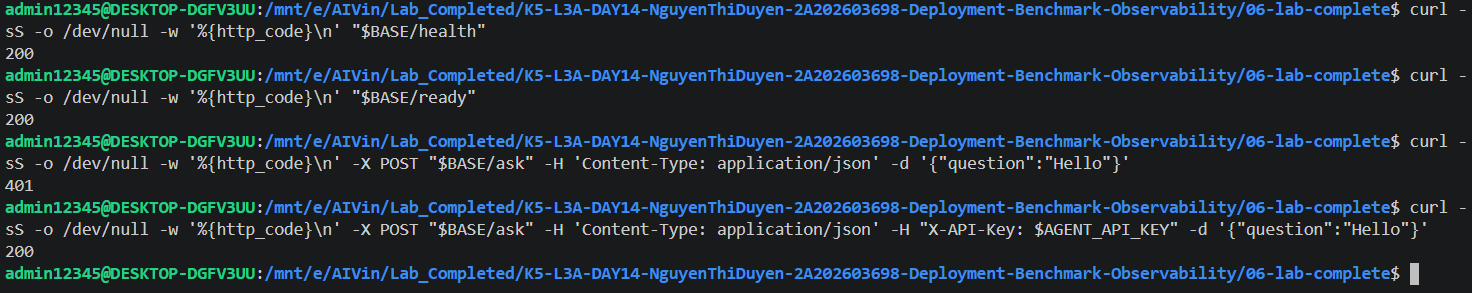 admin12345@DESKTOP-DGFV3UU:/mnt/e/AIVin/Lab_Completed/K5-L3A-DAY14-NguyenThiDuyen-2A202603698-Deployment-Benchmark-Observability/06-lab-complete$ curl -
sS -o /dev/null -w '%{http_code}\n' "$BASE/health"
200
admin12345@DESKTOP-DGFV3UU:/mnt/e/AIVin/Lab_Completed/K5-L3A-DAY14-NguyenThiDuyen-2A202603698-Deployment-Benchmark-Observability/06-lab-complete$ curl -
sS -o /dev/null -w '%{http_code}\n' "$BASE/ready"
200
admin12345@DESKTOP-DGFV3UU:/mnt/e/AIVin/Lab_Completed/K5-L3A-DAY14-NguyenThiDuyen-2A202603698-Deployment-Benchmark-Observability/06-lab-complete$ curl -
sS -o /dev/null -w '%{http_code}\n' -X POST "$BASE/ask" -H 'Content-Type: application/json' -d '{"question":"Hello"}'
401
admin12345@DESKTOP-DGFV3UU:/mnt/e/AIVin/Lab_Completed/K5-L3A-DAY14-NguyenThiDuyen-2A202603698-Deployment-Benchmark-Observability/06-lab-complete$ curl -
sS -o /dev/null -w '%{http_code}\n' -X POST "$BASE/ask" -H 'Content-Type: application/json' -H "X-API-Key: $AGENT_API_KEY" -d '{"question":"Hello"}'
200
admin12345@DESKTOP-DGFV3UU:/mnt/e/AIVin/Lab_Completed/K5-L3A-DAY14-NguyenThiDuyen-2A202603698-Deployment-Benchmark-Observability/06-lab-complete$